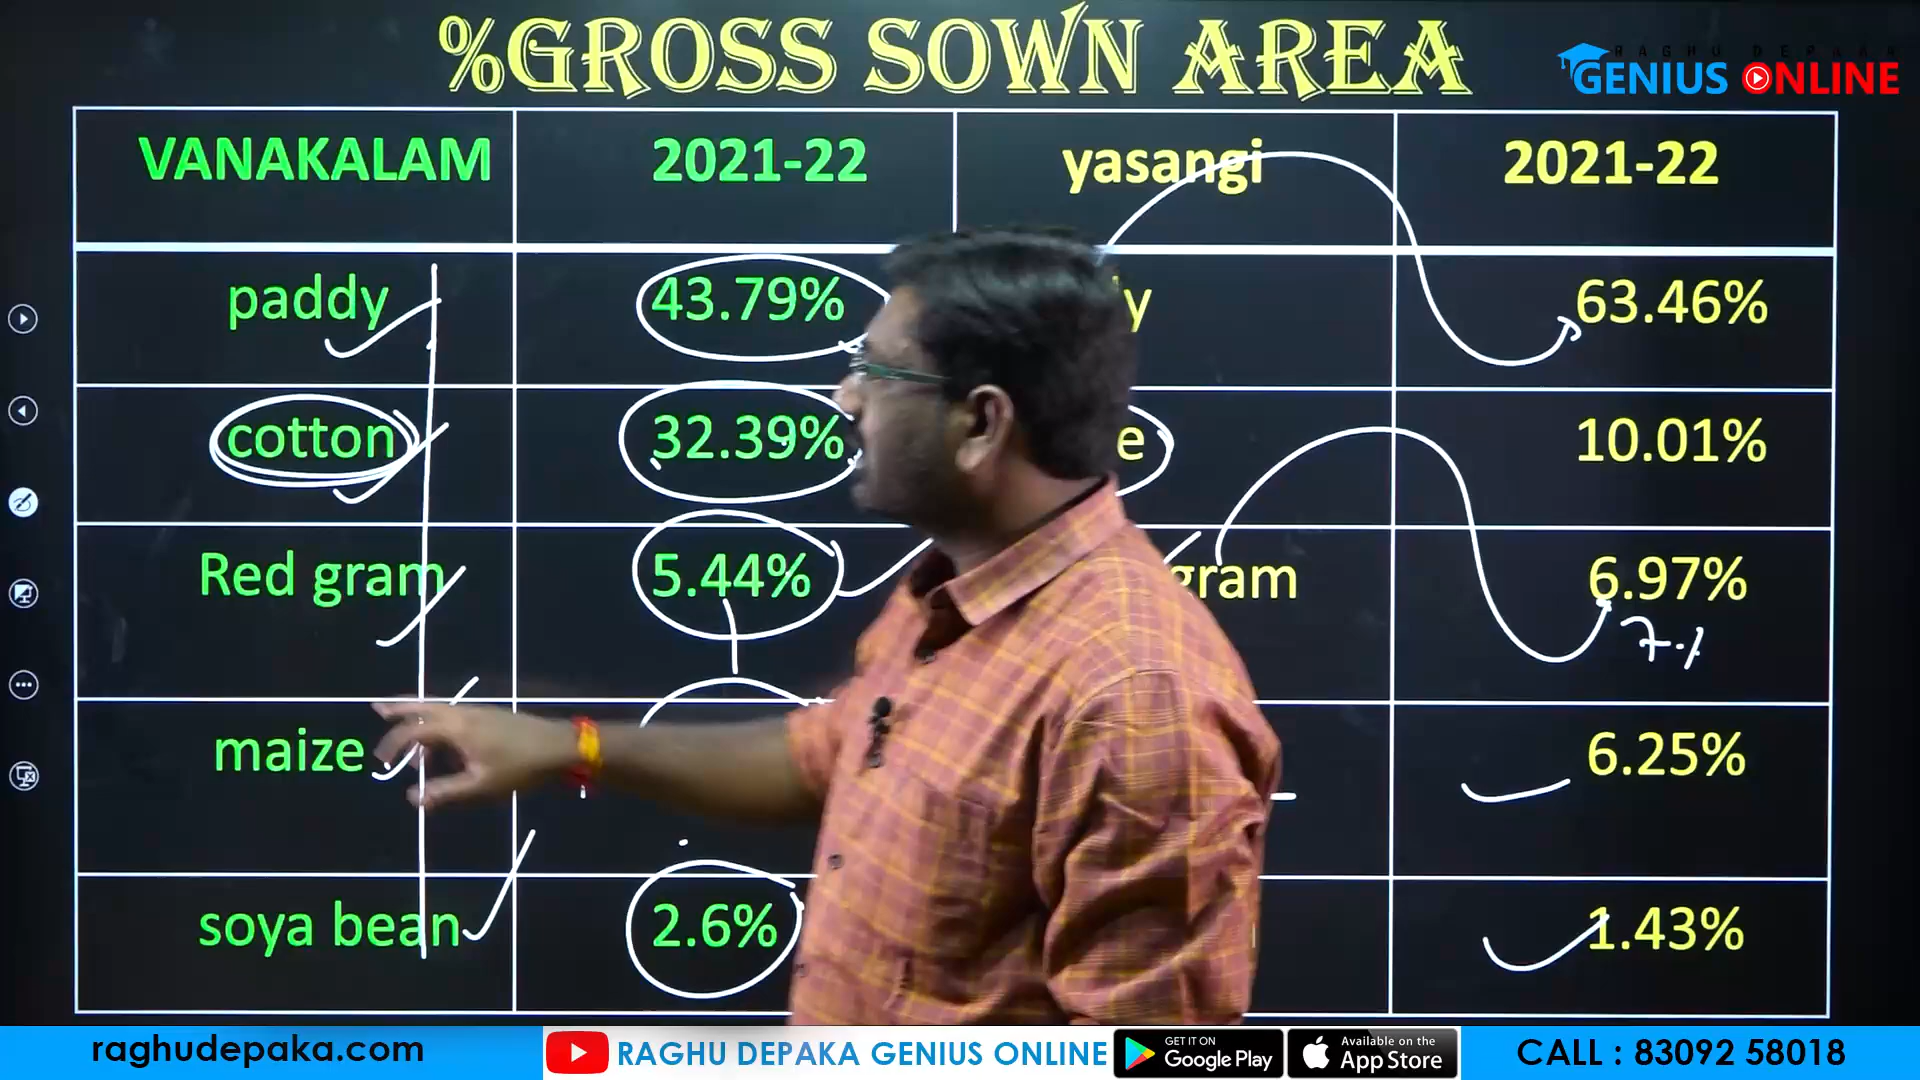 %GROSS SOWN AREA
RAGHU DEPAKA
GENIUS ONLINE
VANAKALAM 2021-22 yasangi 2021-22
paddy 43.79% 63.46%
cotton 32.39% 10.01%
Red gram 5.44% gram 6.97%
7%
maize 6.25%
soya bean 2.6% 1.43%
raghudepaka.com RAGHU DEPAKA GENIUS ONLINE GET IT ON Google Play Available on the App Store CALL : 83092 58018